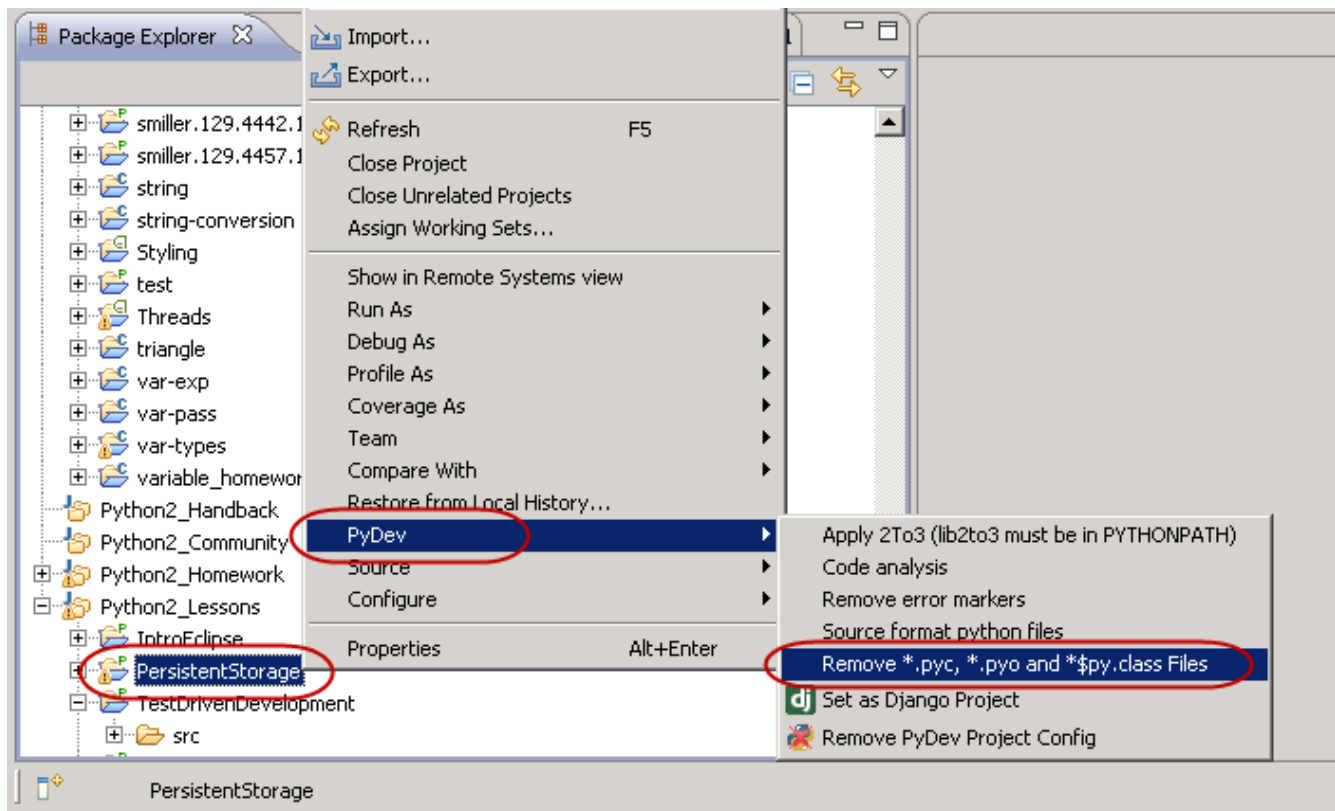 Package Explorer
smiller.129.4442.1
smiller.129.4457.1
string
string-conversion
Styling
test
Threads
triangle
var-exp
var-pass
var-types
variable_homewor
Python2_Handback
Python2_Community
Python2_Homework
Python2_Lessons
IntroEclipse
PersistentStorage
TestDrivenDevelopment
src
Import...
Export...
Refresh F5
Close Project
Close Unrelated Projects
Assign Working Sets...
Show in Remote Systems view
Run As
Debug As
Profile As
Coverage As
Team
Compare With
Restore from Local History...
PyDev
Source
Configure
Properties Alt+Enter
Apply 2To3 (lib2to3 must be in PYTHONPATH)
Code analysis
Remove error markers
Source format python files
Remove *.pyc, *.pyo and *$py.class Files
dj Set as Django Project
Remove PyDev Project Config
PersistentStorage